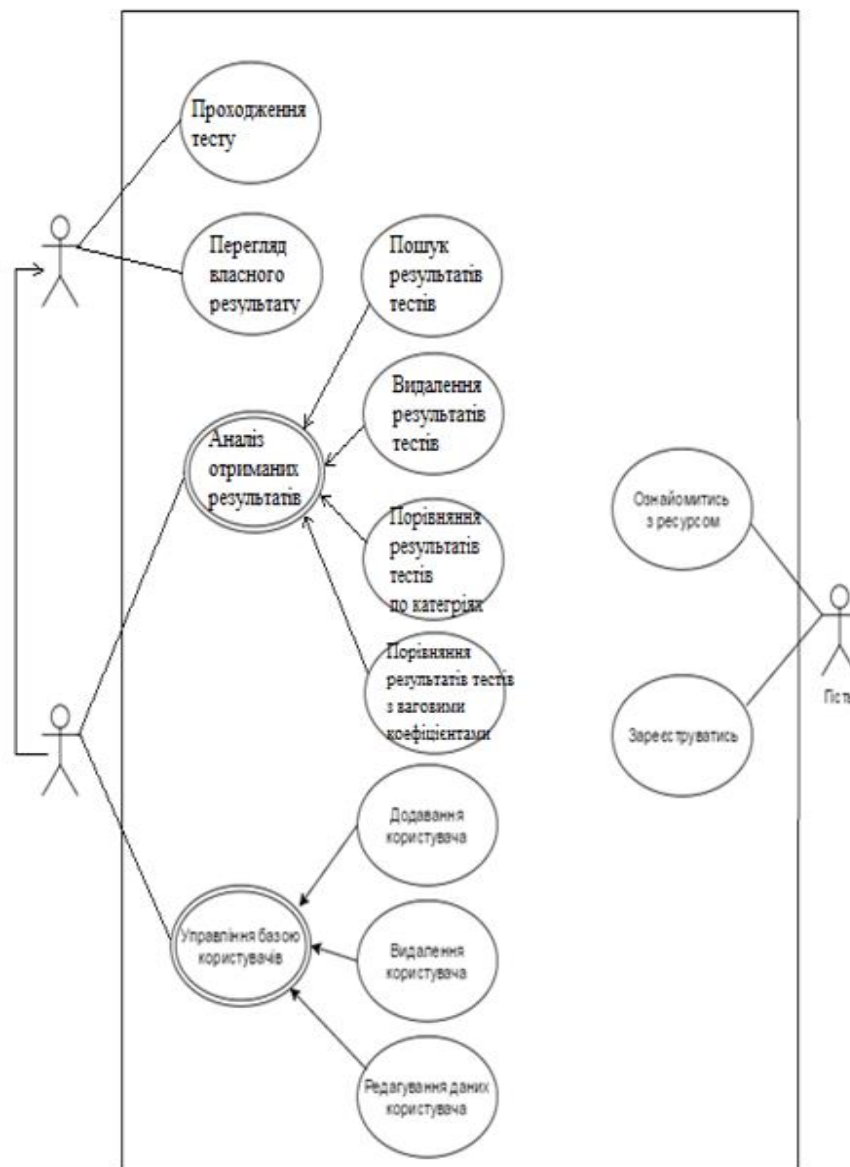 Проходження
тесту
Перегляд
власного
результату
Пошук
результатів
тестів
Видалення
результатів
тестів
Аналіз
отриманих
результатів
Порівняння
результатів
тестів
по категріях
Порівняння
результатів тестів
з ваговими
коефіцієнтами
Ознайомитись
з ресурсом
Гість
Зареєструватись
Додавання
користувача
Управління базою
користувачів
Видалення
користувача
Редагування даних
користувача